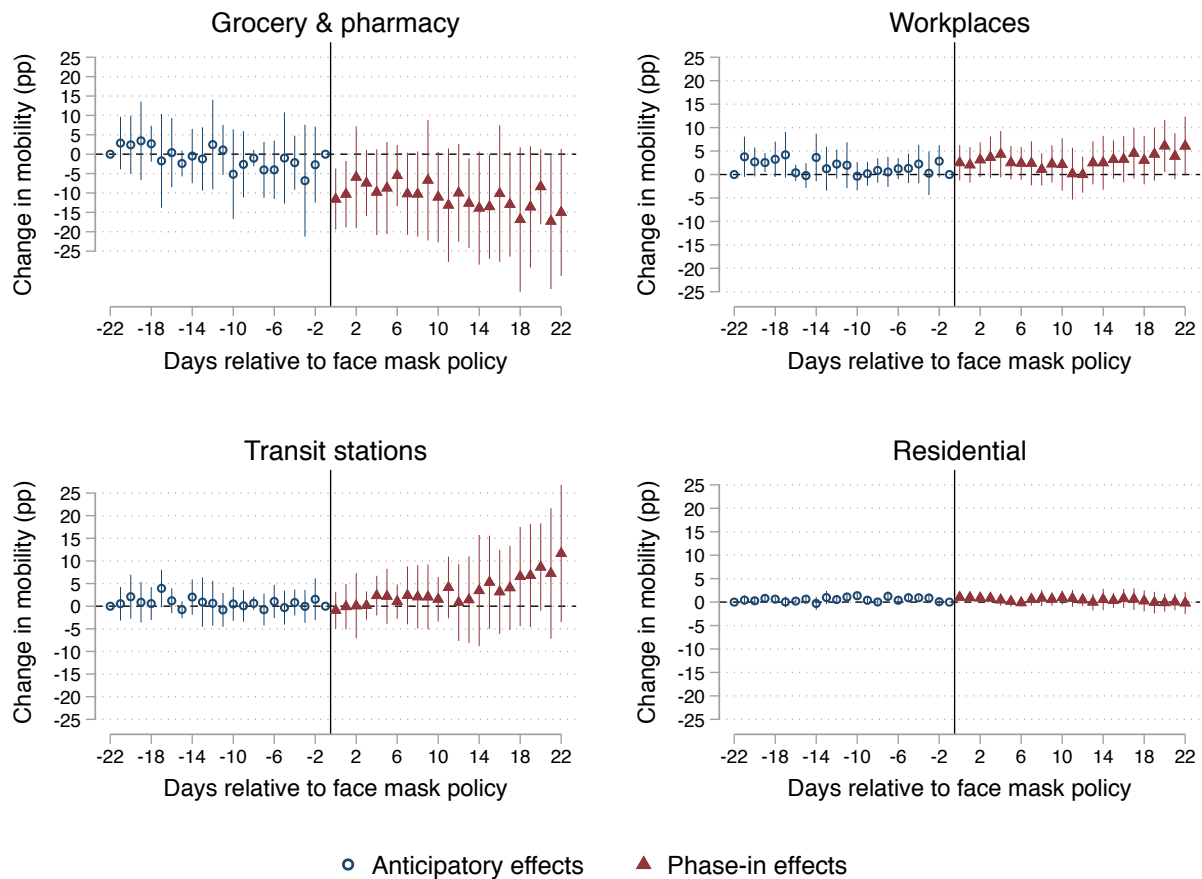 Grocery & pharmacy
Change in mobility (pp)
25
20
15
10
5
0
-5
-10
-15
-20
-25
-22 -18 -14 -10 -6 -2 2 6 10 14 18 22
Days relative to face mask policy
Workplaces
Change in mobility (pp)
25
20
15
10
5
0
-5
-10
-15
-20
-25
-22 -18 -14 -10 -6 -2 2 6 10 14 18 22
Days relative to face mask policy
Transit stations
Change in mobility (pp)
25
20
15
10
5
0
-5
-10
-15
-20
-25
-22 -18 -14 -10 -6 -2 2 6 10 14 18 22
Days relative to face mask policy
Residential
Change in mobility (pp)
25
20
15
10
5
0
-5
-10
-15
-20
-25
-22 -18 -14 -10 -6 -2 2 6 10 14 18 22
Days relative to face mask policy
Anticipatory effects Phase-in effects